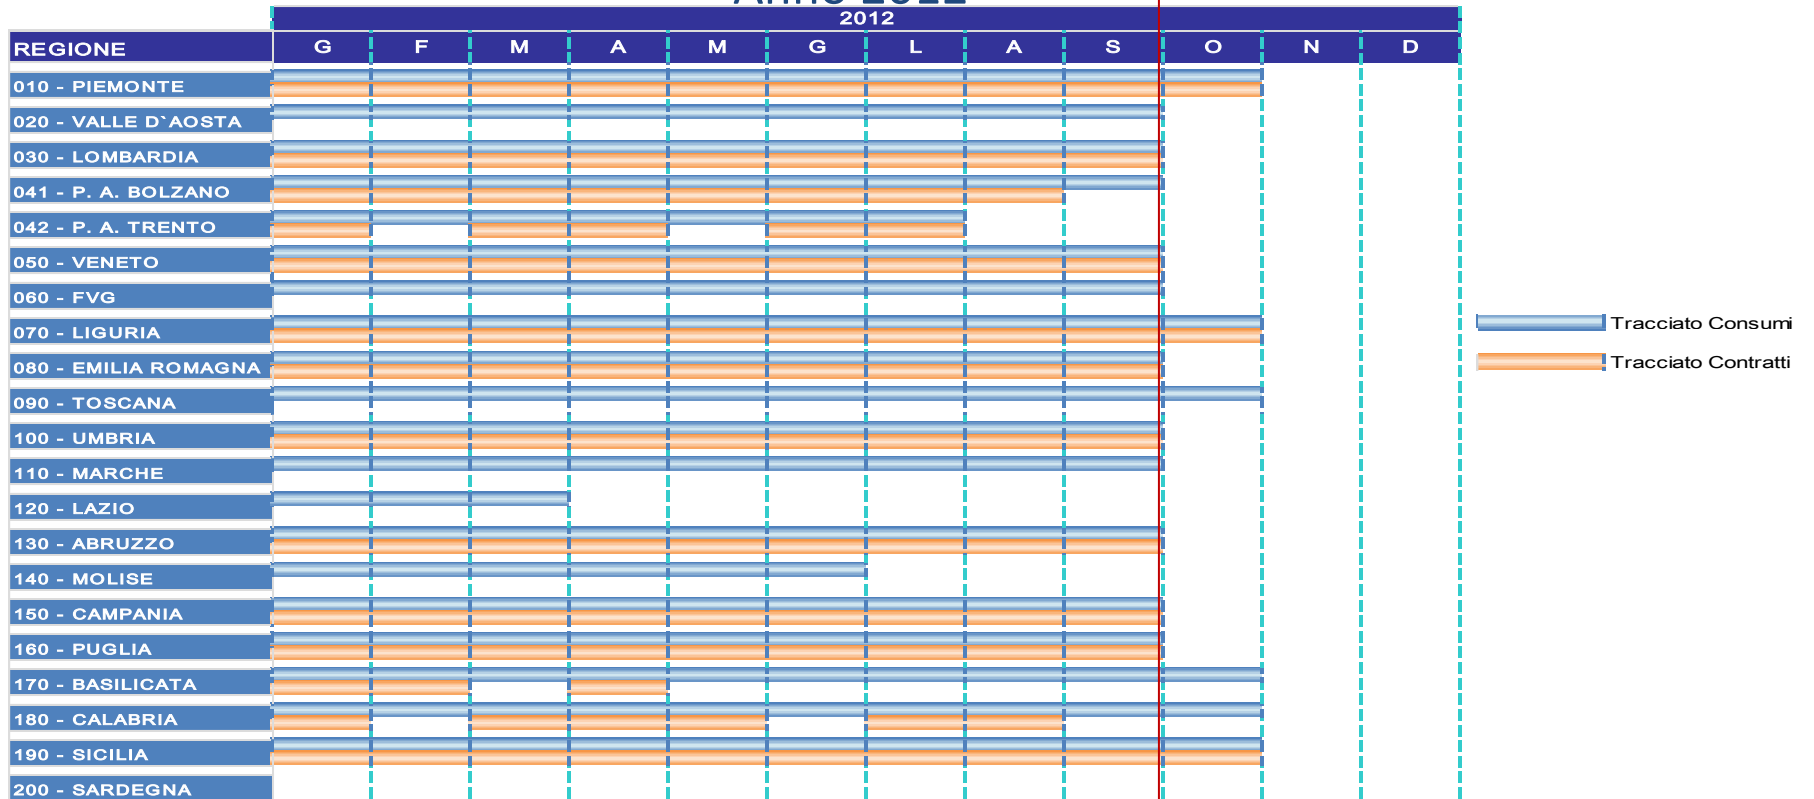 Anno 2012
2012
REGIONE G F M A M G L A S O N D
010 - PIEMONTE
020 - VALLE D`AOSTA
030 - LOMBARDIA
041 - P. A. BOLZANO
042 - P. A. TRENTO
050 - VENETO
060 - FVG
070 - LIGURIA
080 - EMILIA ROMAGNA
090 - TOSCANA
100 - UMBRIA
110 - MARCHE
120 - LAZIO
130 - ABRUZZO
140 - MOLISE
150 - CAMPANIA
160 - PUGLIA
170 - BASILICATA
180 - CALABRIA
190 - SICILIA
200 - SARDEGNA
Tracciato Consumi
Tracciato Contratti